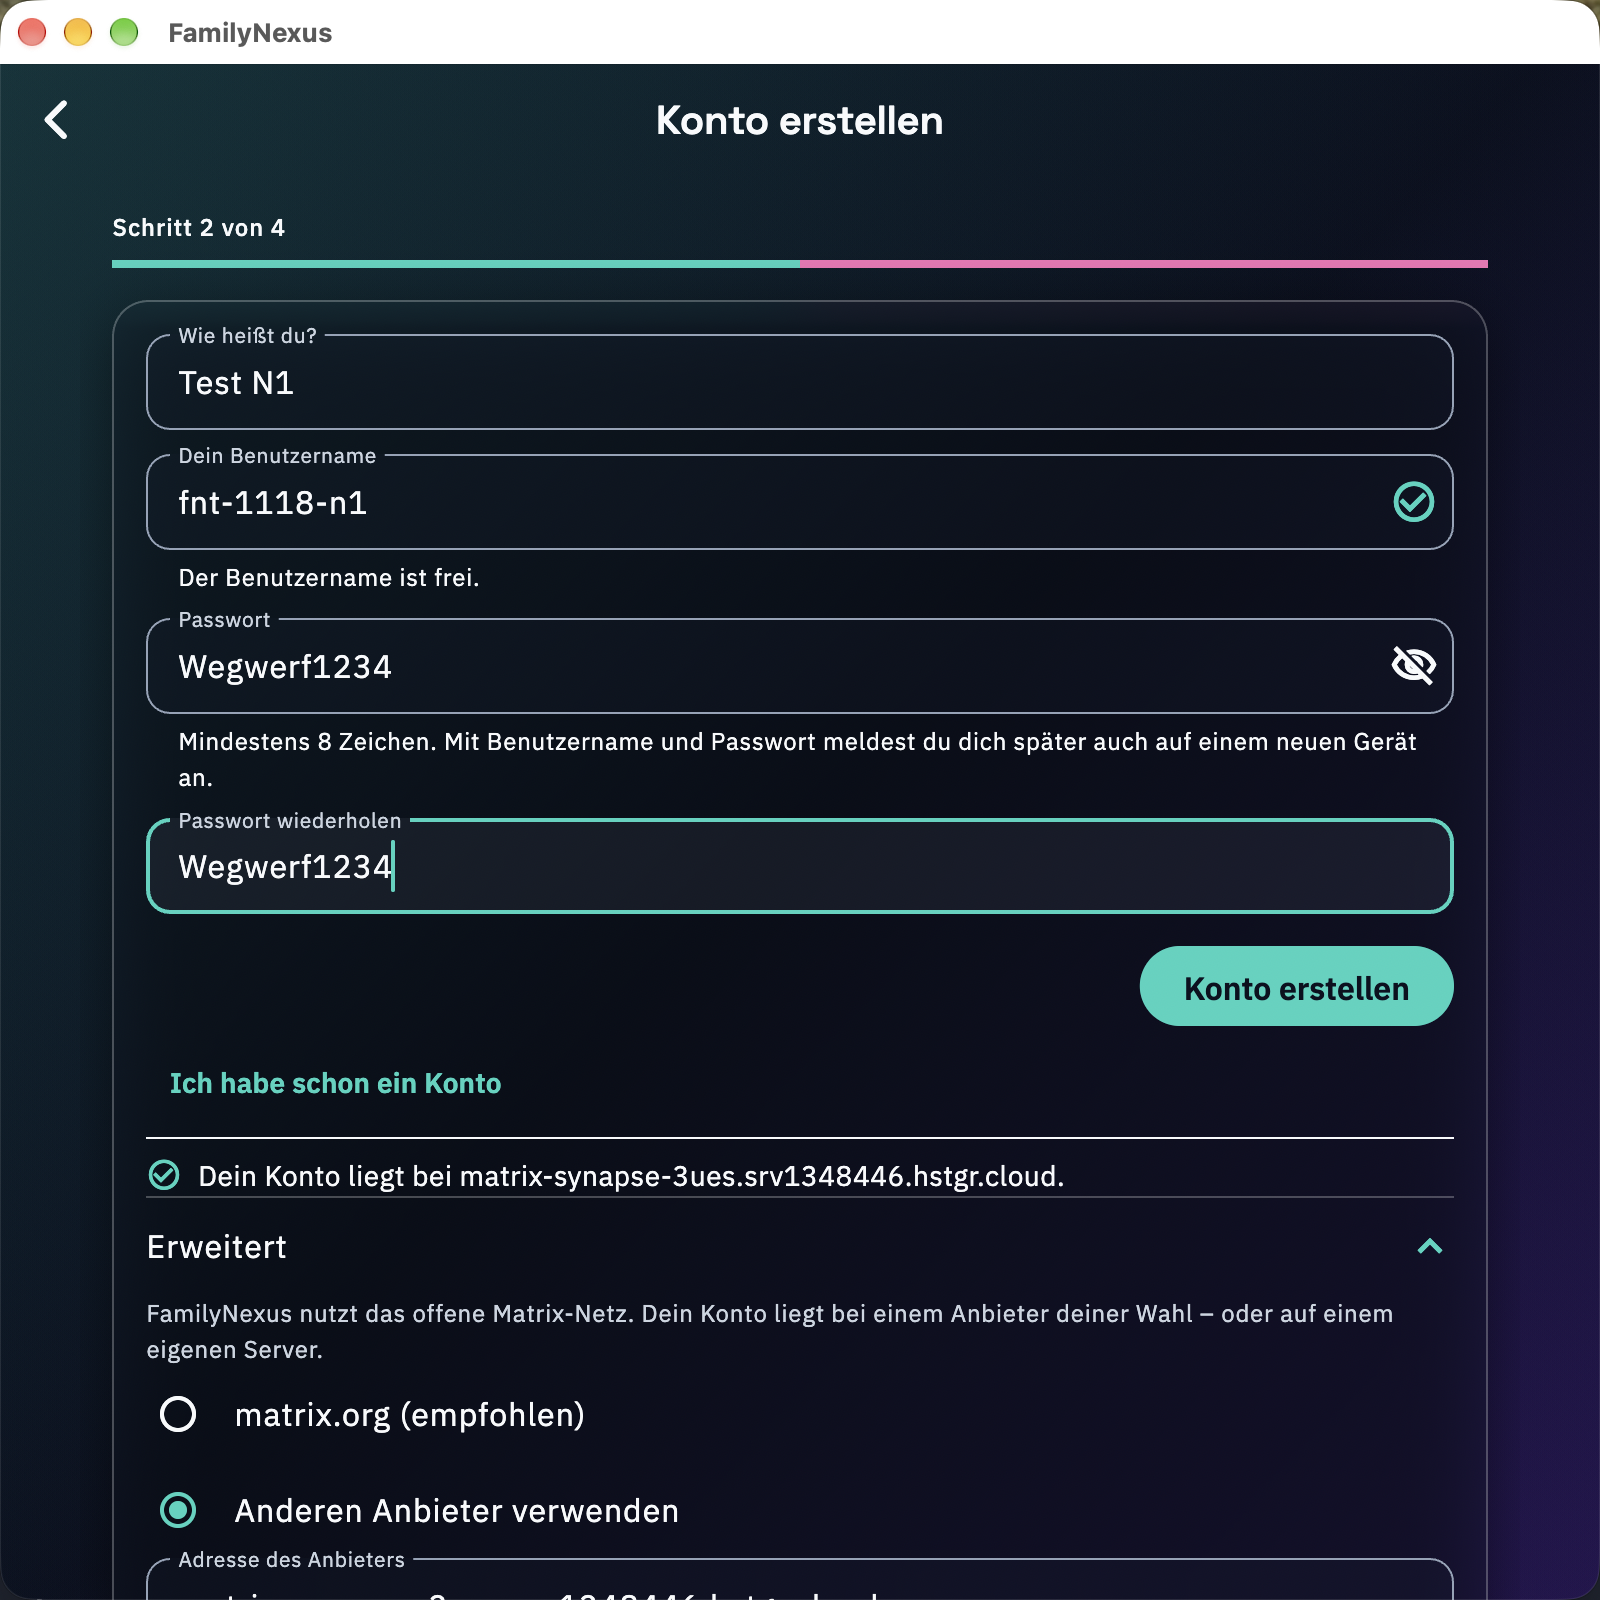 FamilyNexus
Konto erstellen
Schritt 2 von 4
Wie heißt du?
Test N1
Dein Benutzername
fnt-1118-n1
Der Benutzername ist frei.
Passwort
Wegwerf1234
Mindestens 8 Zeichen. Mit Benutzername und Passwort meldest du dich später auch auf einem neuen Gerät
an.
Passwort wiederholen
Wegwerf1234
Konto erstellen
Ich habe schon ein Konto
Dein Konto liegt bei matrix-synapse-3ues.srv1348446.hstgr.cloud.
Erweitert
FamilyNexus nutzt das offene Matrix-Netz. Dein Konto liegt bei einem Anbieter deiner Wahl – oder auf einem
eigenen Server.
matrix.org (empfohlen)
Anderen Anbieter verwenden
Adresse des Anbieters